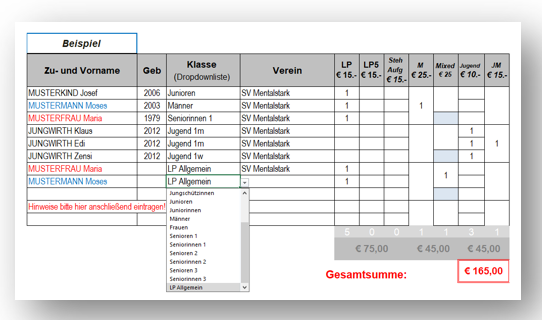 Beispiel
Zu- und Vorname Geb Klasse (Dropdownliste) Verein LP € 15.- LP5 € 15.- Steh Aufg € 15.- M € 25.- Mixed € 25 Jugend € 10.- JM € 15.-
MUSTERKIND Josef 2006 Junioren SV Mentalstark 1
MUSTERMANN Moses 2003 Männer SV Mentalstark 1 1
MUSTERFRAU Maria 1979 Seniorinnen 1 SV Mentalstark 1
JUNGWIRTH Klaus 2012 Jugend 1m SV Mentalstark 1
JUNGWIRTH Edi 2012 Jugend 1m SV Mentalstark 1 1
JUNGWIRTH Zensi 2012 Jugend 1w SV Mentalstark 1
MUSTERFRAU Maria LP Allgemein SV Mentalstark 1 1
MUSTERMANN Moses LP Allgemein 1
Jungschützinnen
Junioren
Hinweise bitte hier anschließend eintragen!
Juniorinnen
Männer
Frauen
Senioren 1
Seniorinnen 1
Senioren 2
Seniorinnen 2
Senioren 3
Seniorinnen 3
LP Allgemein
5 0 0 1 1 3 1
€ 75,00 € 45,00 € 45,00
Gesamtsumme: € 165,00